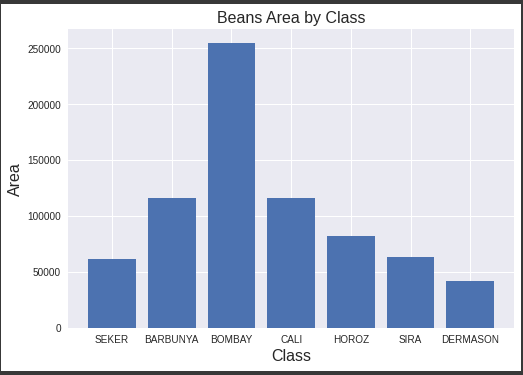 Beans Area by Class
250000
200000
150000
100000
50000
0
Area
SEKER BARBUNYA BOMBAY CALI HOROZ SIRA DERMASON
Class